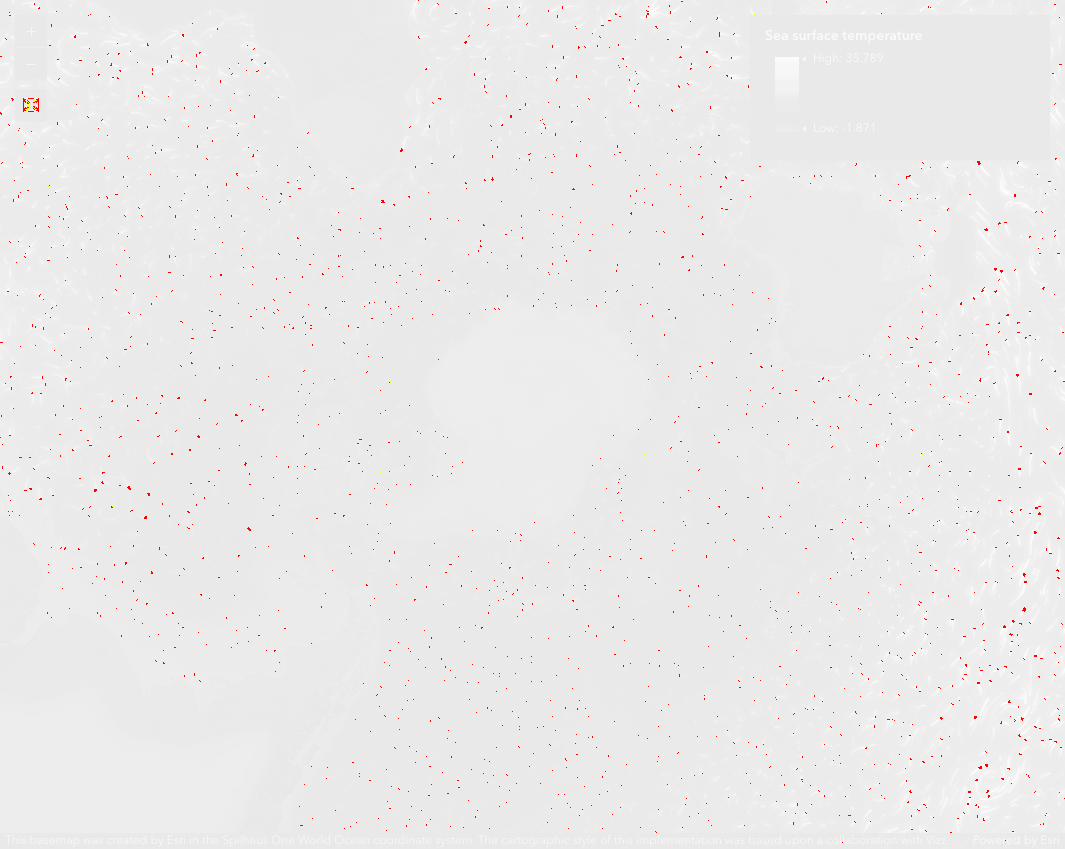 Sea surface temperature
High: 35.789
Low: -1.871
This basemap was created by Esri in the Spilhaus One World Ocean coordinate system. The cartographic style of this implementation was based upon a collaboration with Vizz
Powered by Esri